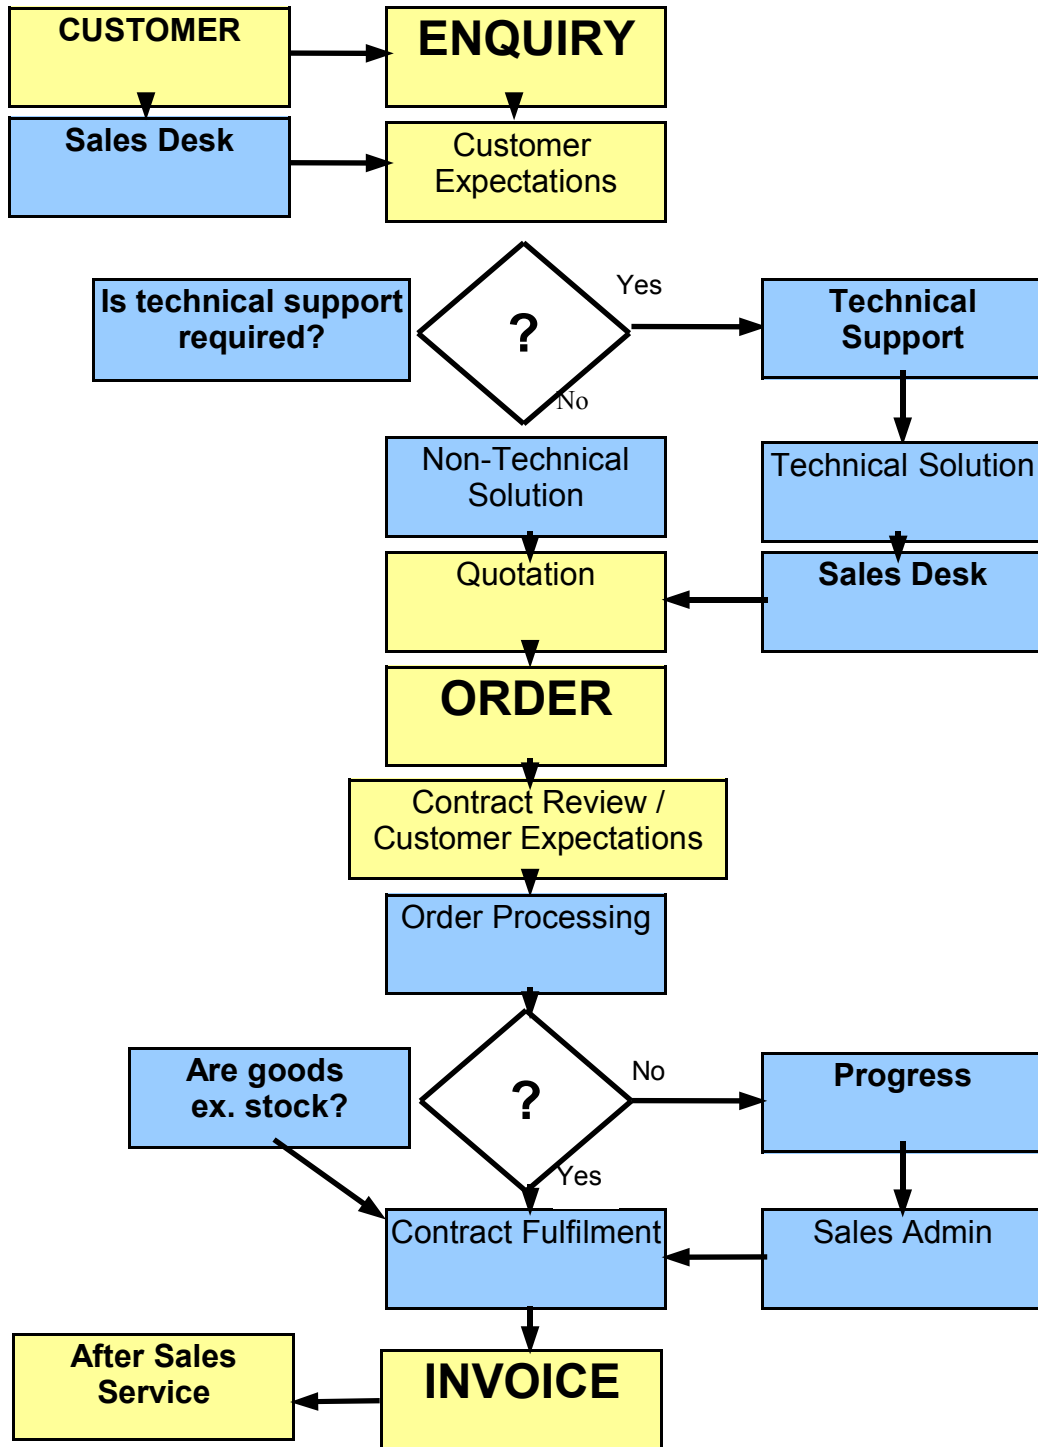 CUSTOMER
ENQUIRY
Sales Desk
Customer
Expectations
Is technical support
required?
?
Yes
No
Technical
Support
Non-Technical
Solution
Technical Solution
Quotation
Sales Desk
ORDER
Contract Review /
Customer Expectations
Order Processing
Are goods
ex. stock?
?
No
Yes
Progress
Contract Fulfilment
Sales Admin
After Sales
Service
INVOICE